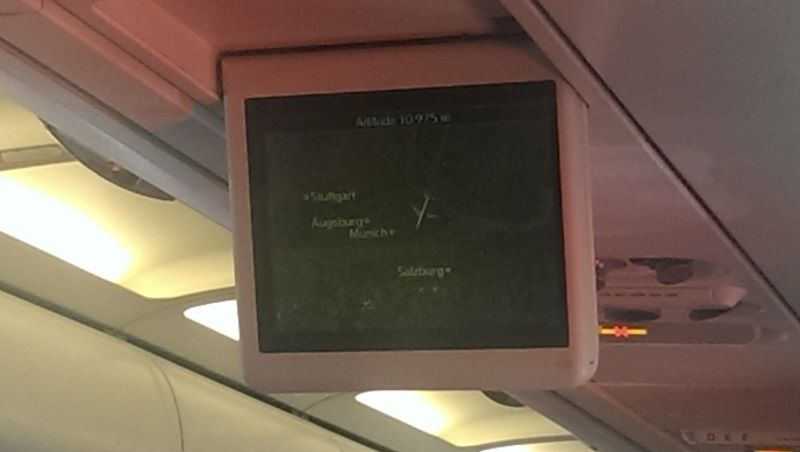 Altitude 10 975 m
Stuttgart
Augsburg
Munich
Salzburg
D E F